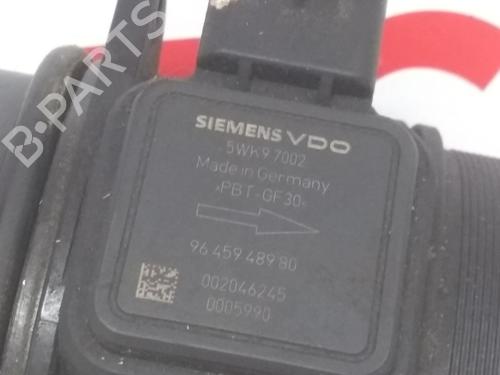 SIEMENS VDO
5WK9 7002
Made in Germany
>PBT-GF30<
96 459 489 80
002046245
0005990
B-PARTS